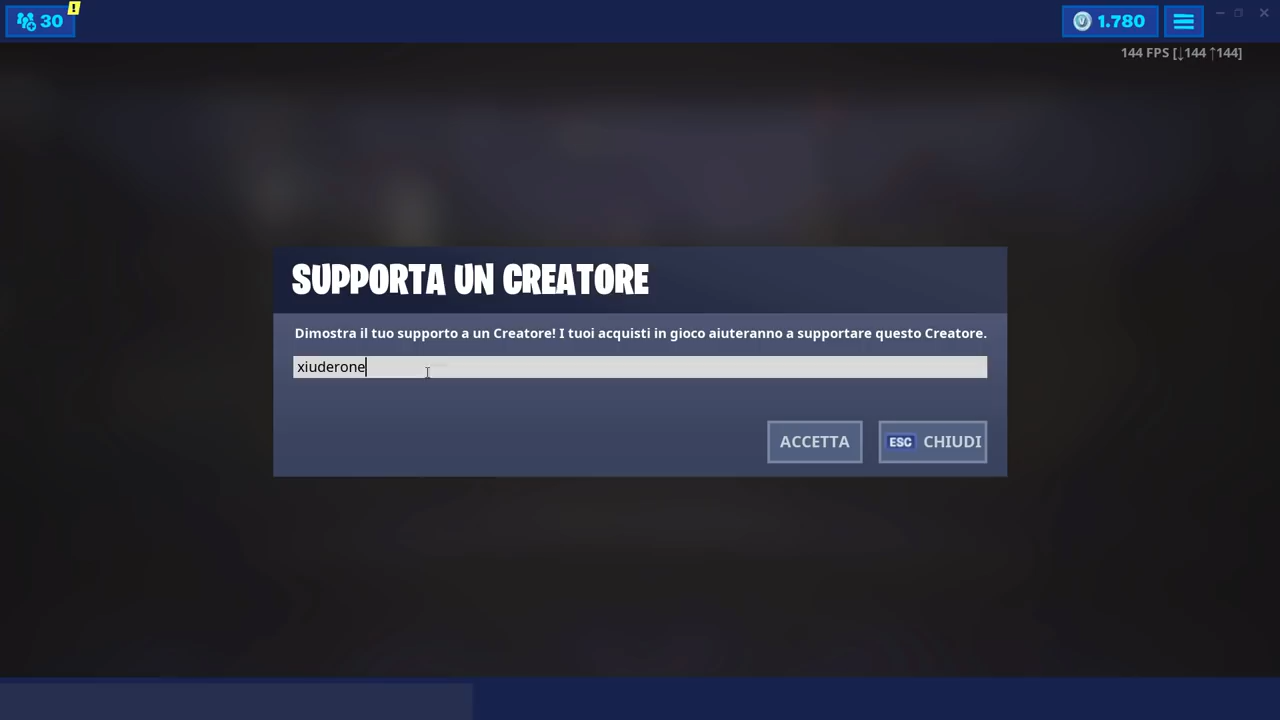 ! 30
1.780
144 FPS [↓144 ↑144]
SUPPORTA UN CREATORE
Dimostra il tuo supporto a un Creatore! I tuoi acquisti in gioco aiuteranno a supportare questo Creatore.
xiuderone
ACCETTA
ESC CHIUDI